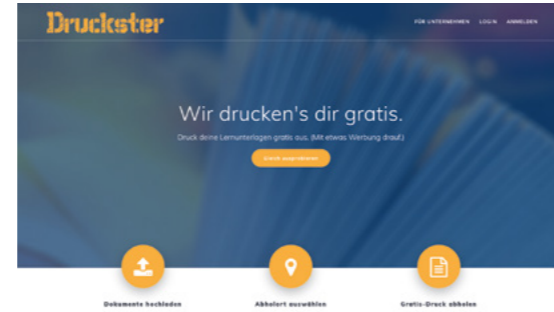 Druckster
FÜR UNTERNEHMEN LOGIN ANMELDEN
Wir drucken's dir gratis.
Druck deine Lernunterlagen gratis aus. (Mit etwas Werbung drauf.)
Gleich ausprobieren!
Dokumente hochladen Abholort auswählen Gratis-Druck abholen